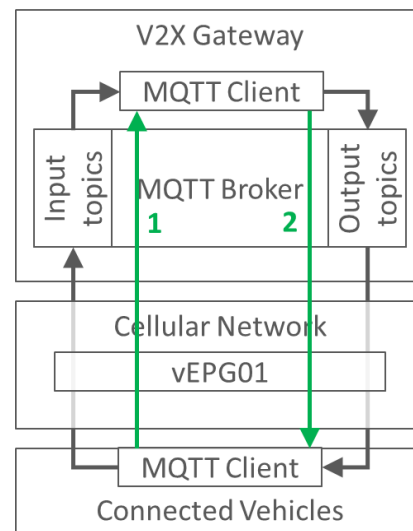 V2X Gateway
MQTT Client
Input
topics
MQTT Broker
Output
topics
1
2
Cellular Network
vEPG01
MQTT Client
Connected Vehicles